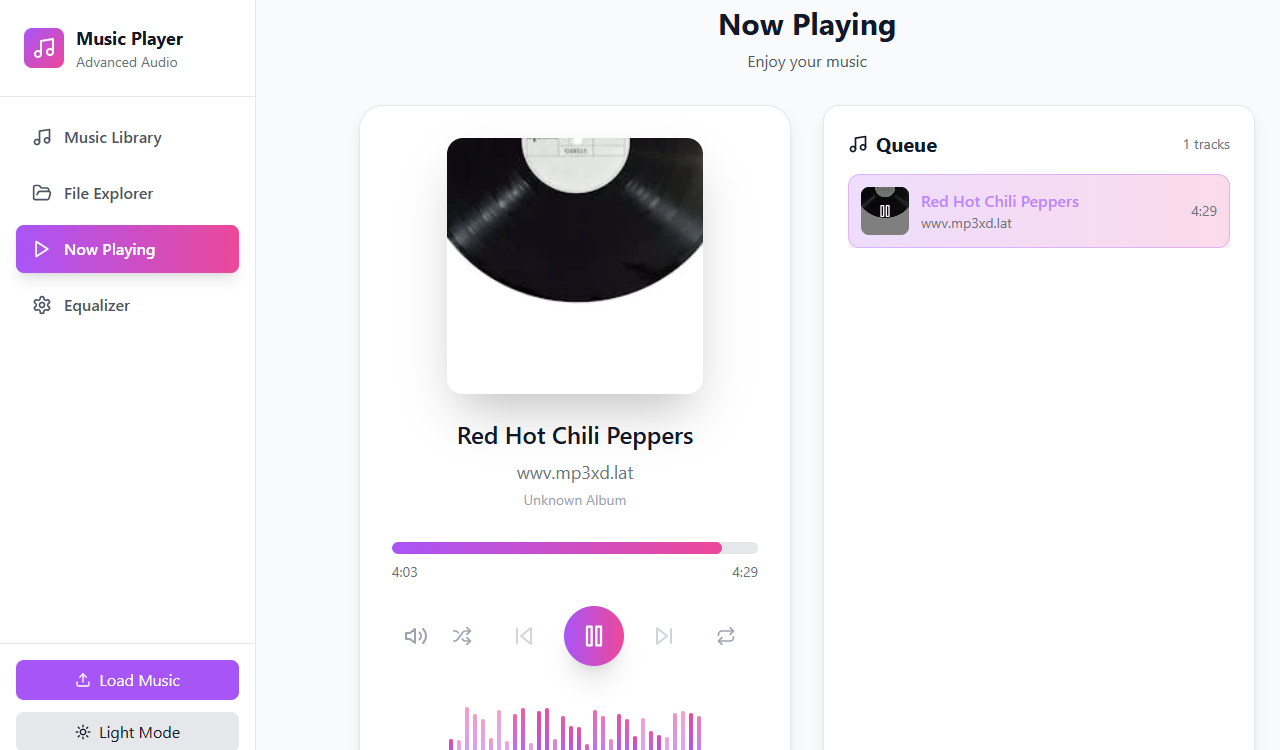 Music Player
Advanced Audio
Music Library
File Explorer
Now Playing
Equalizer
Load Music
Light Mode
Now Playing
Enjoy your music
Red Hot Chili Peppers
wwv.mp3xd.lat
Unknown Album
4:03
4:29
Queue
1 tracks
Red Hot Chili Peppers
wwv.mp3xd.lat
4:29